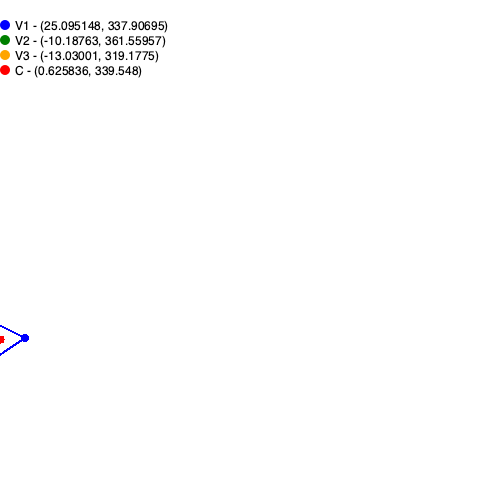 V1 - (25.095148, 337.90695)
V2 - (-10.18763, 361.55957)
V3 - (-13.03001, 319.1775)
C - (0.625836, 339.548)